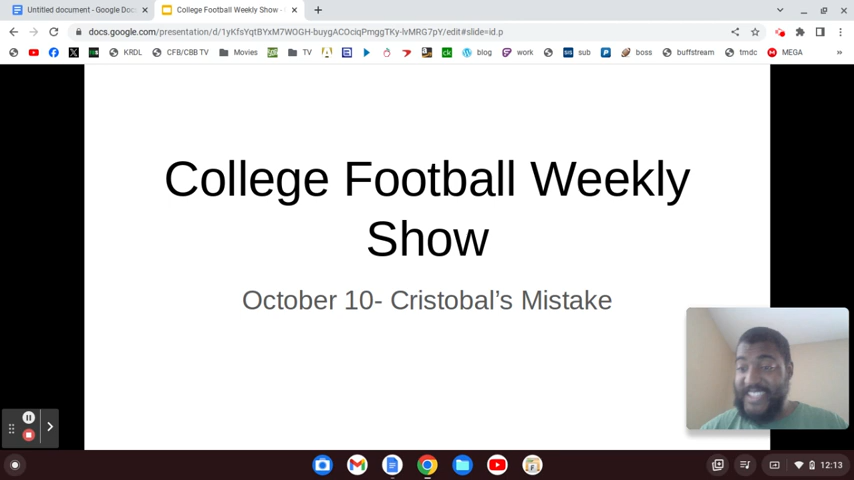 Untitled document - Google Docs
College Football Weekly Show -
docs.google.com/presentation/d/1yKfsYqtBYxM7WOGH-buygACOciqPmggTKy-lvMRG7pY/edit#slide=id.p
KRDL CFB/CBB TV Movies TV blog work sub boss buffstream tmdc MEGA »
College Football Weekly
Show
October 10- Cristobal's Mistake
12:13